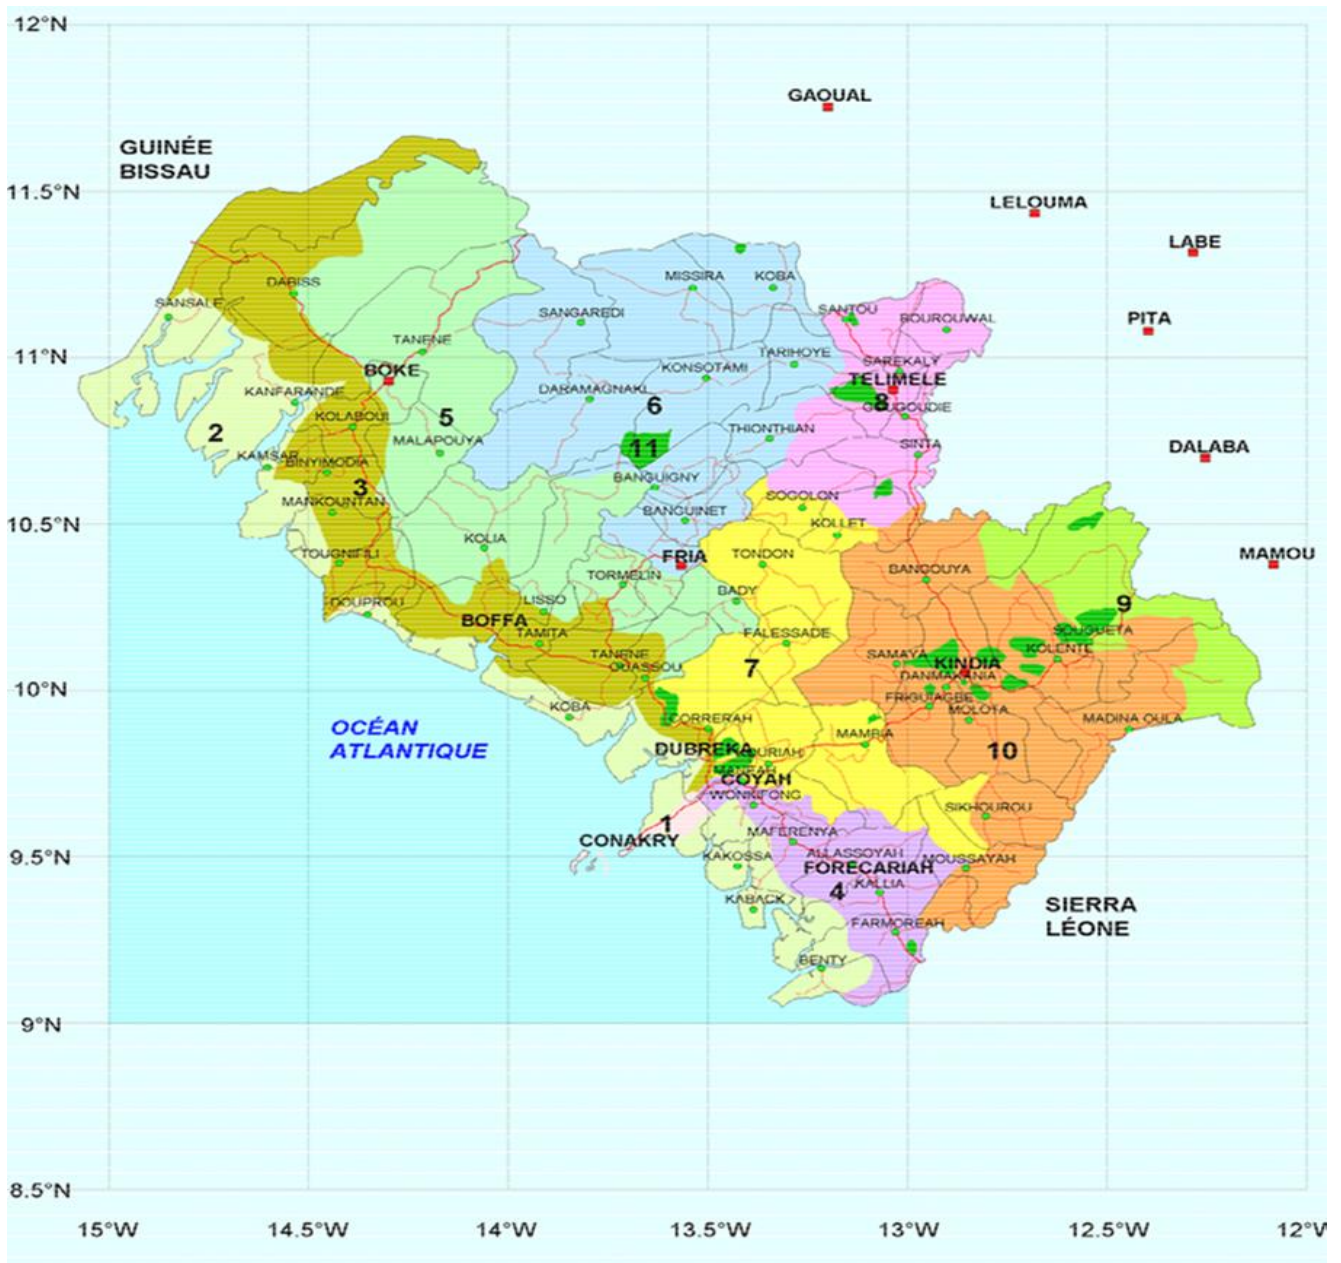 12°N
GAOUAL
GUINÉE
BISSAU
11.5°N
LELOUMA
LABE
DABISS
MISSIRA
KOBA
SANSALE
SANGAREDI
SANTOU
BOUROUWAL
PITA
TANENE
11°N
TARIHOYE
SAREKALY
BOKE
KONSOTAMI
TELIMELE
KANFARANDE
DARAMAGNAKI
6
8
GOUGOUDIE
KOLABOUI
5
2
MALAPOUYA
THIONTHIAN
11
SINTA
DALABA
KAMSAR
BINYIMODIA
BANGUIGNY
3
MANKOUNTAN
SOGOLON
10.5°N
BANGUINET
KOLLET
KOLIA
TOUGNIFILI
FRIA
TONDON
MAMOU
TORMELIN
BANGOUYA
BADY
DOUPROU
LISSO
9
BOFFA
TAMITA
FALESSADE
SOUGUETA
TANENE
SAMAYA
KOLENTE
OUASSOU
7
KINDIA
10°N
DANMAKANIA
FRIGUIAGBE
KOBA
MOLOTA
CORRERAH
MADINA OULA
OCÉAN
ATLANTIQUE
MAMBIA
DUBREKA
10
COYAH
WONKIFONG
SIKHOUROU
1
MAFERENYA
CONAKRY
9.5°N
KAKOSSA
ALLASSOYAH
MOUSSAYAH
FORECARIAH
4
KALLIA
KABACK
SIERRA
LÉONE
FARMOREAH
BENTY
9°N
8.5°N
15°W
14.5°W
14°W
13.5°W
13°W
12.5°W
12°W